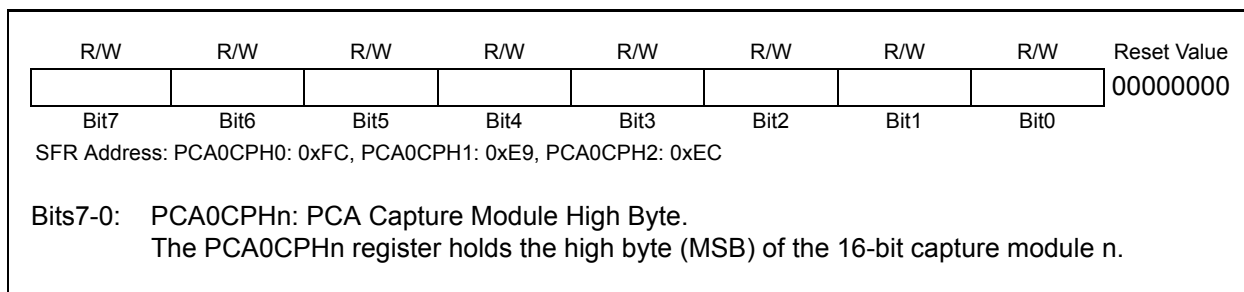 R/W R/W R/W R/W R/W R/W R/W R/W Reset Value
00000000
Bit7 Bit6 Bit5 Bit4 Bit3 Bit2 Bit1 Bit0
SFR Address: PCA0CPH0: 0xFC, PCA0CPH1: 0xE9, PCA0CPH2: 0xEC
Bits7-0: PCA0CPHn: PCA Capture Module High Byte.
The PCA0CPHn register holds the high byte (MSB) of the 16-bit capture module n.